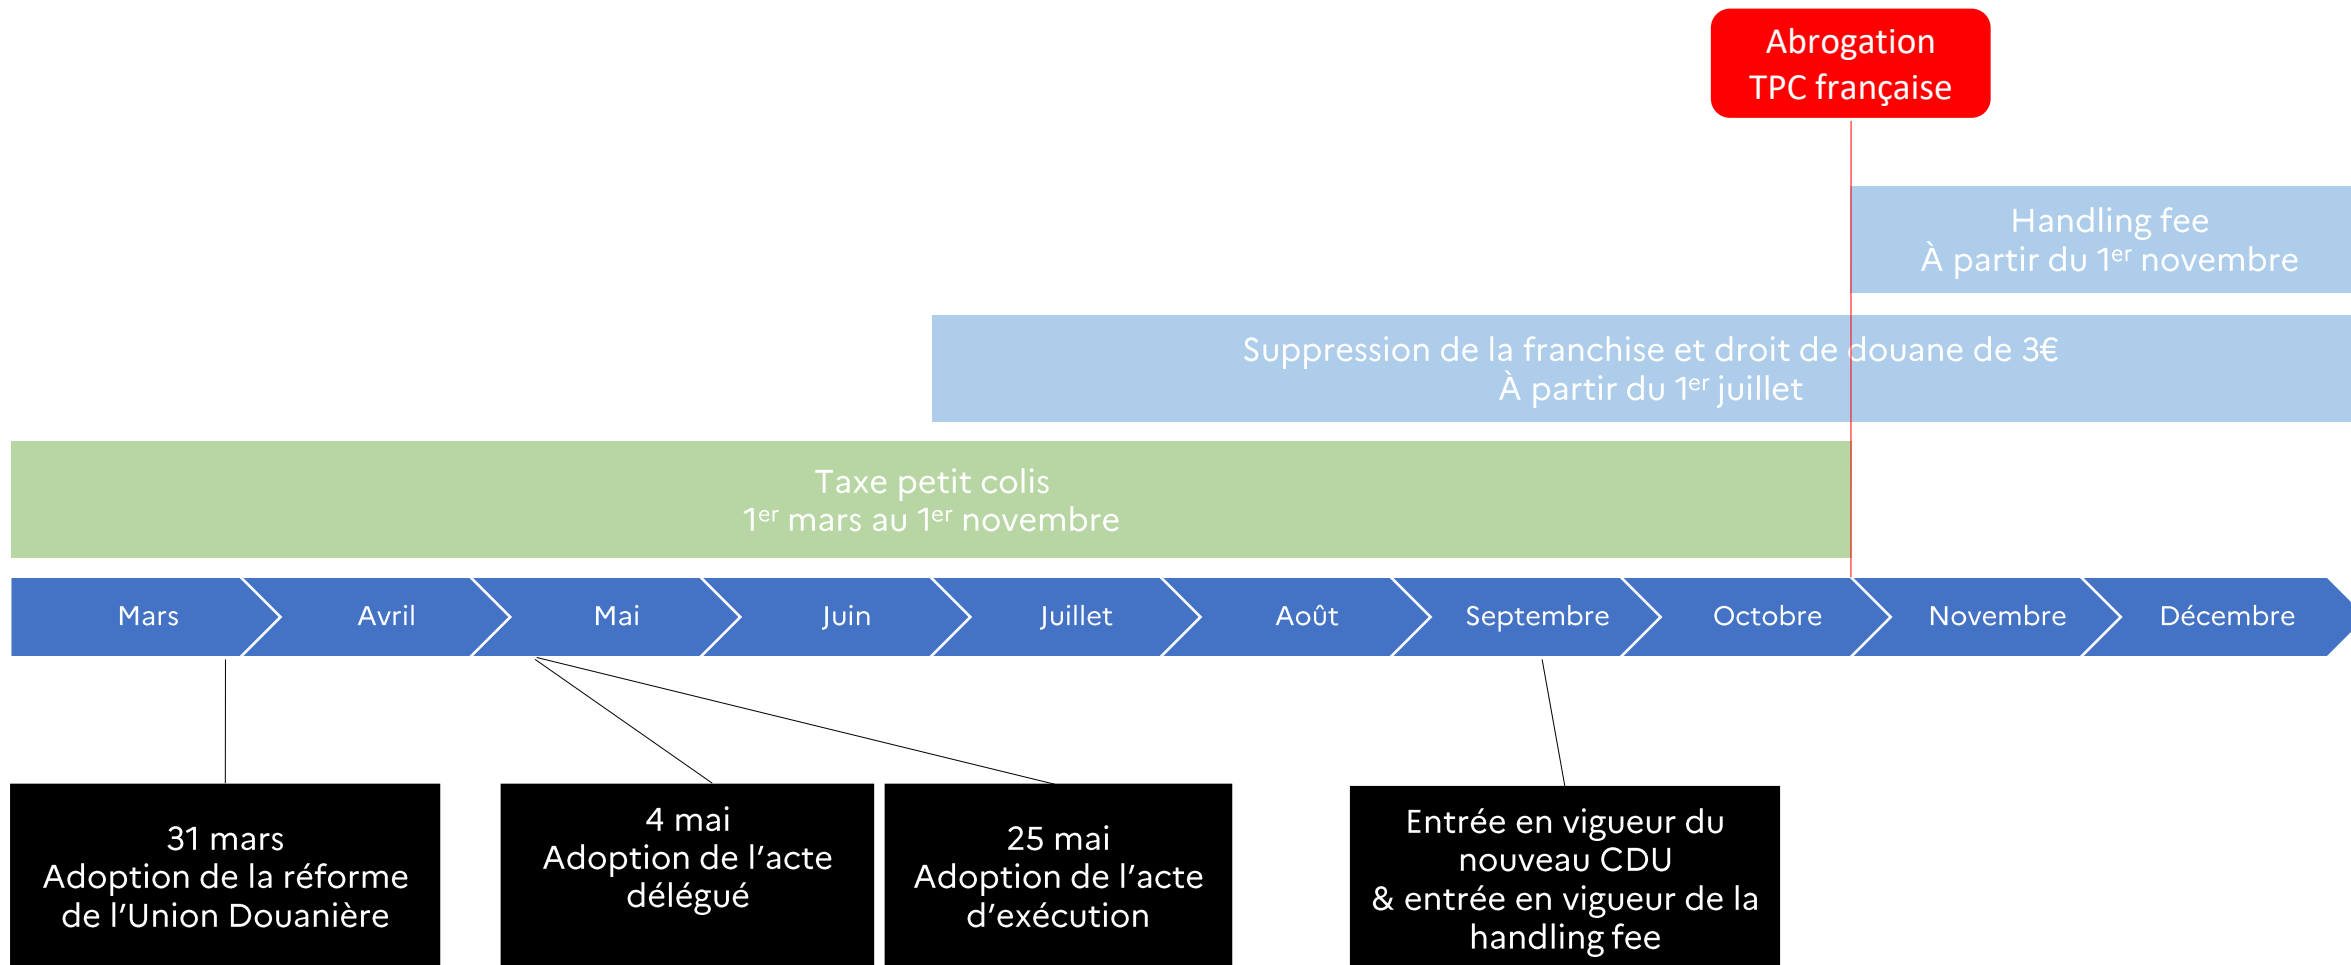 Abrogation
TPC française
Handling fee
À partir du 1er novembre
Suppression de la franchise et droit de douane de 3€
À partir du 1er juillet
Taxe petit colis
1er mars au 1er novembre
Mars
Avril
Mai
Juin
Juillet
Août
Septembre
Octobre
Novembre
Décembre
31 mars
Adoption de la réforme
de l’Union Douanière
4 mai
Adoption de l’acte
délégué
25 mai
Adoption de l’acte
d’exécution
Entrée en vigueur du
nouveau CDU
& entrée en vigueur de la
handling fee